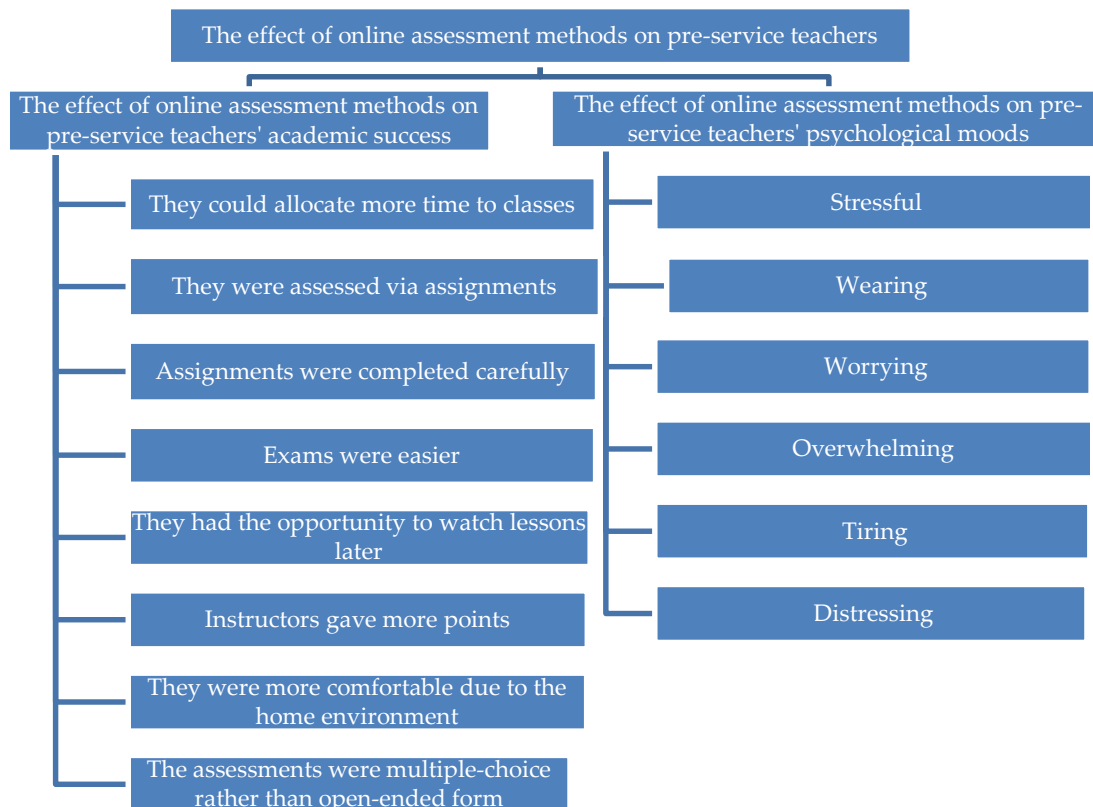 The effect of online assessment methods on pre-service teachers
The effect of online assessment methods on
pre-service teachers' academic success
They could allocate more time to classes
They were assessed via assignments
Assignments were completed carefully
Exams were easier
They had the opportunity to watch lessons
later
Instructors gave more points
They were more comfortable due to the
home environment
The assessments were multiple-choice
rather than open-ended form
The effect of online assessment methods on pre-
service teachers' psychological moods
Stressful
Wearing
Worrying
Overwhelming
Tiring
Distressing